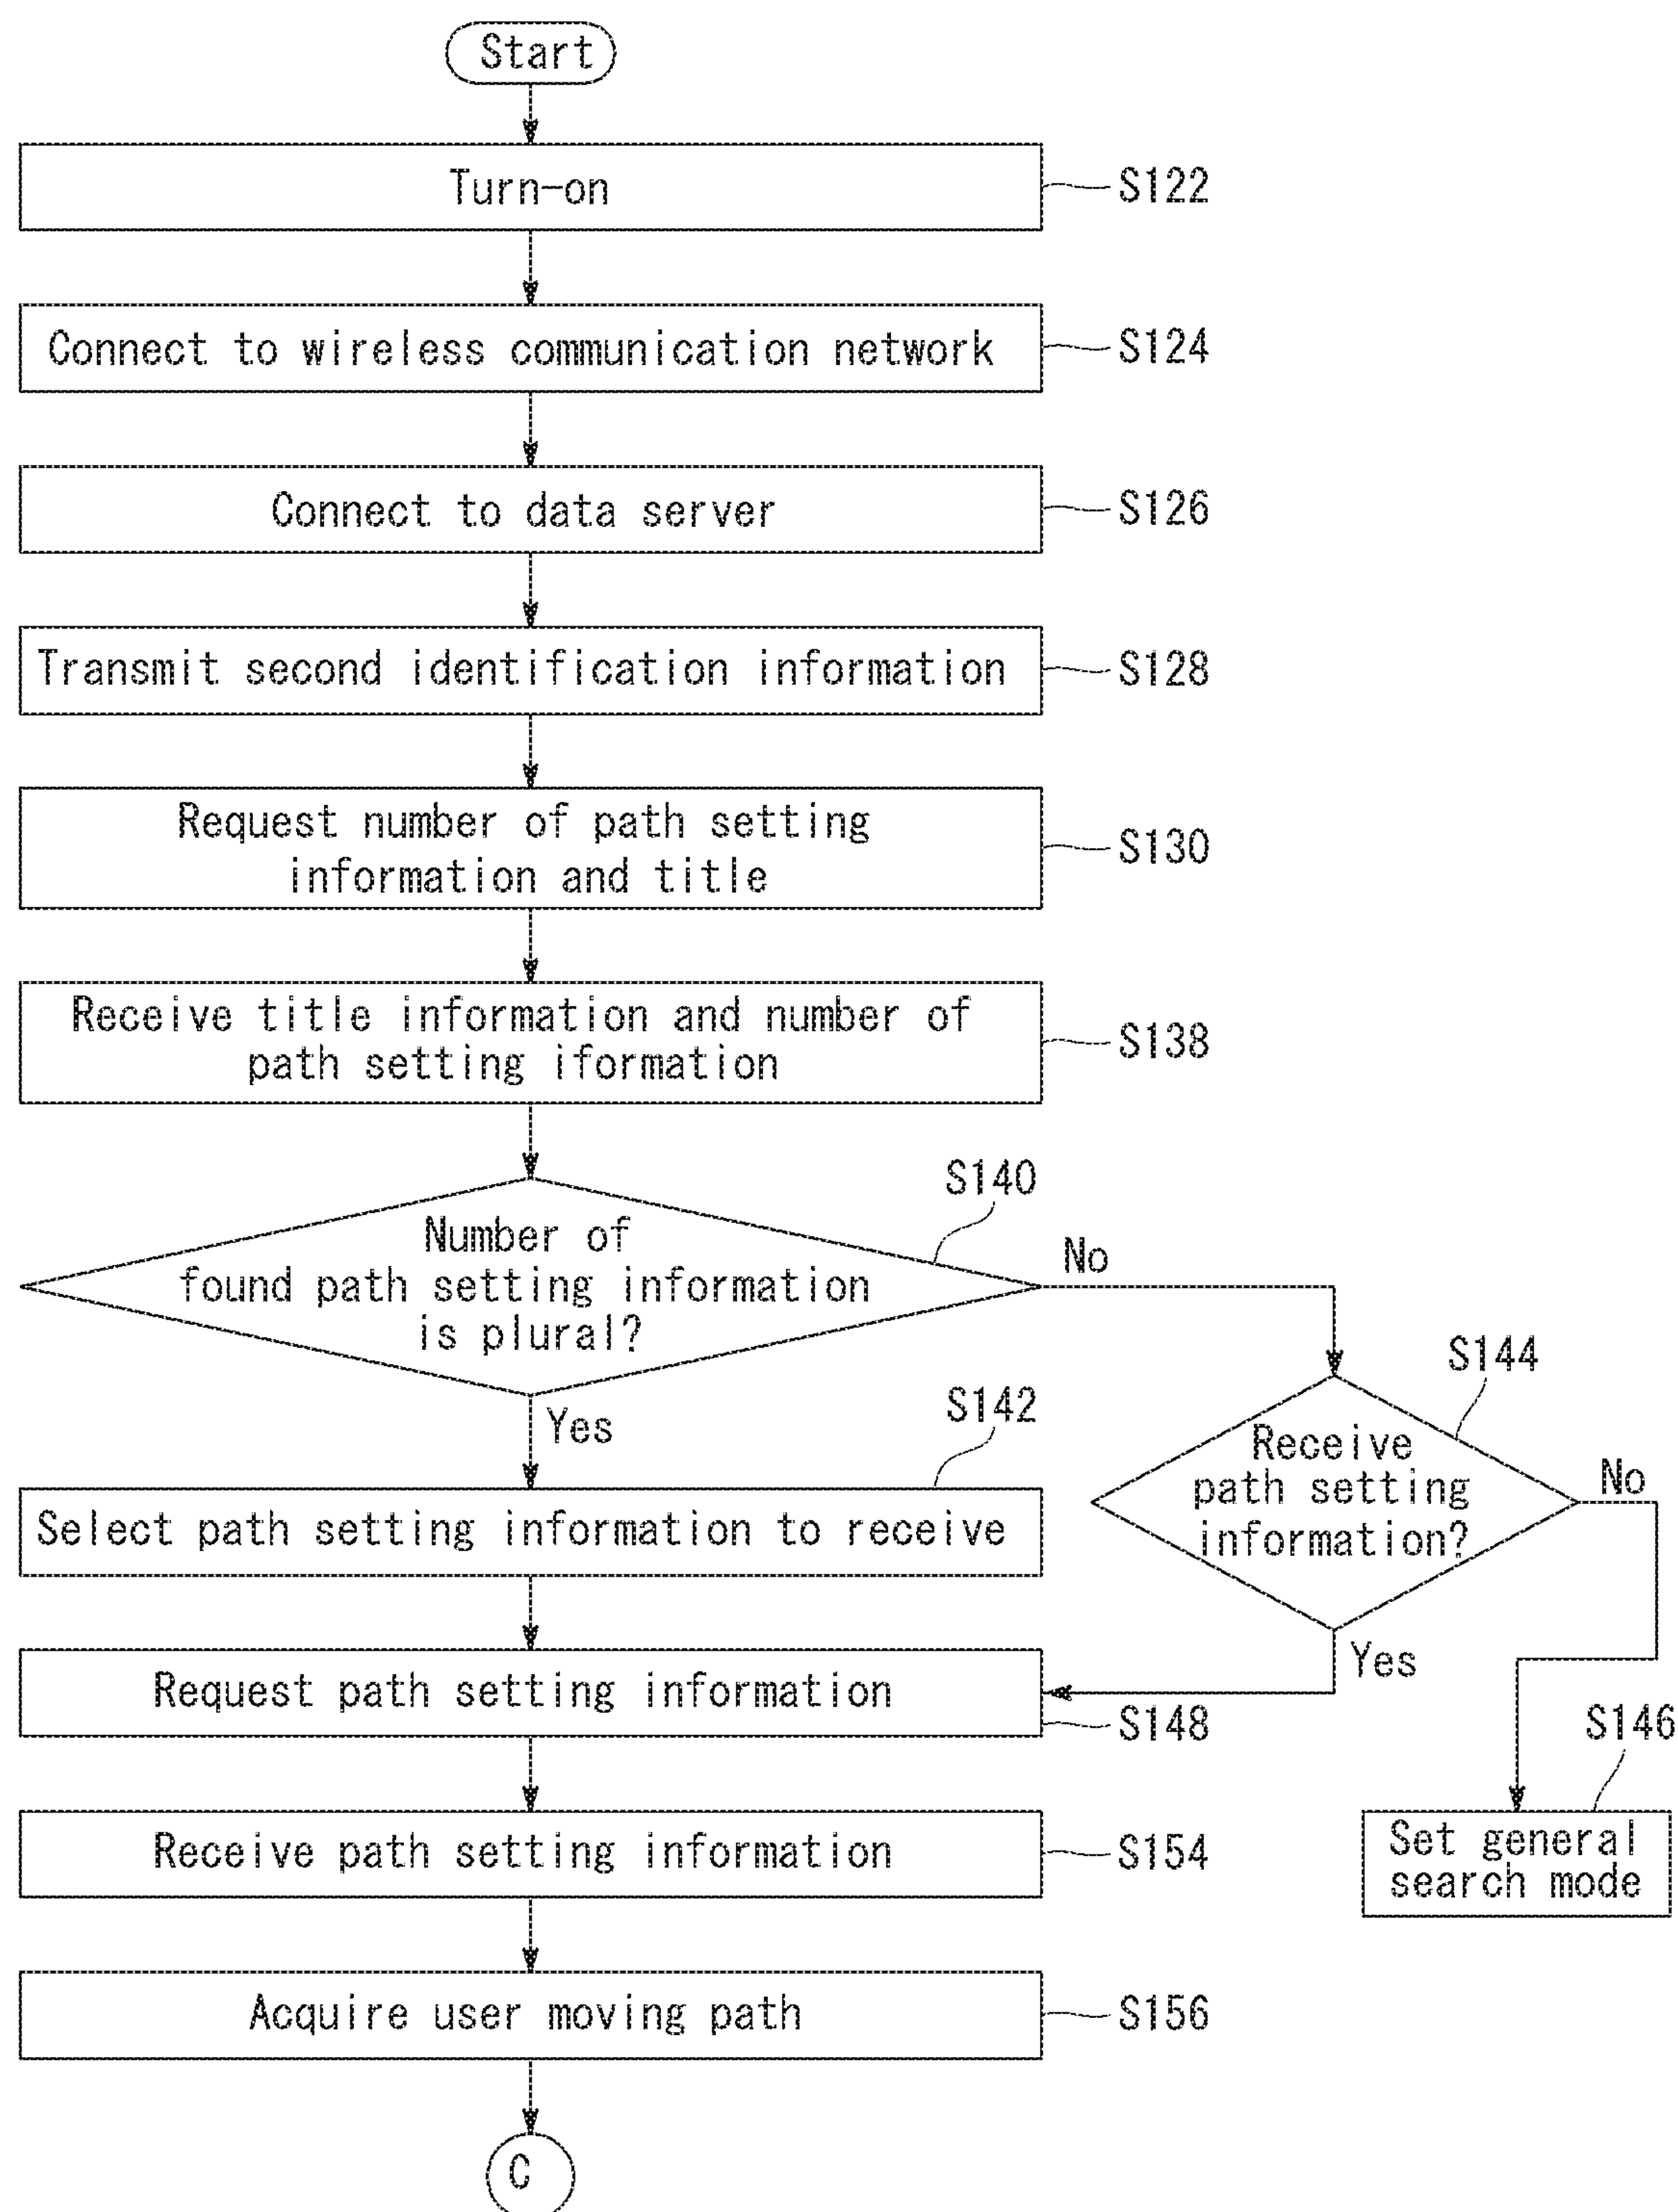 Start
Turn-on
S122
Connect to wireless communication network
S124
Connect to data server
S126
Transmit second identification information
S128
Request number of path setting
information and title
S130
Receive title information and number of
path setting iformation
S138
S140
Number of
found path setting information
is plural?
No
Yes
S142
Select path setting information to receive
S144
Receive
path setting
information?
No
Yes
Request path setting information
S148
S146
Set general
search mode
Receive path setting information
S154
Acquire user moving path
S156
C